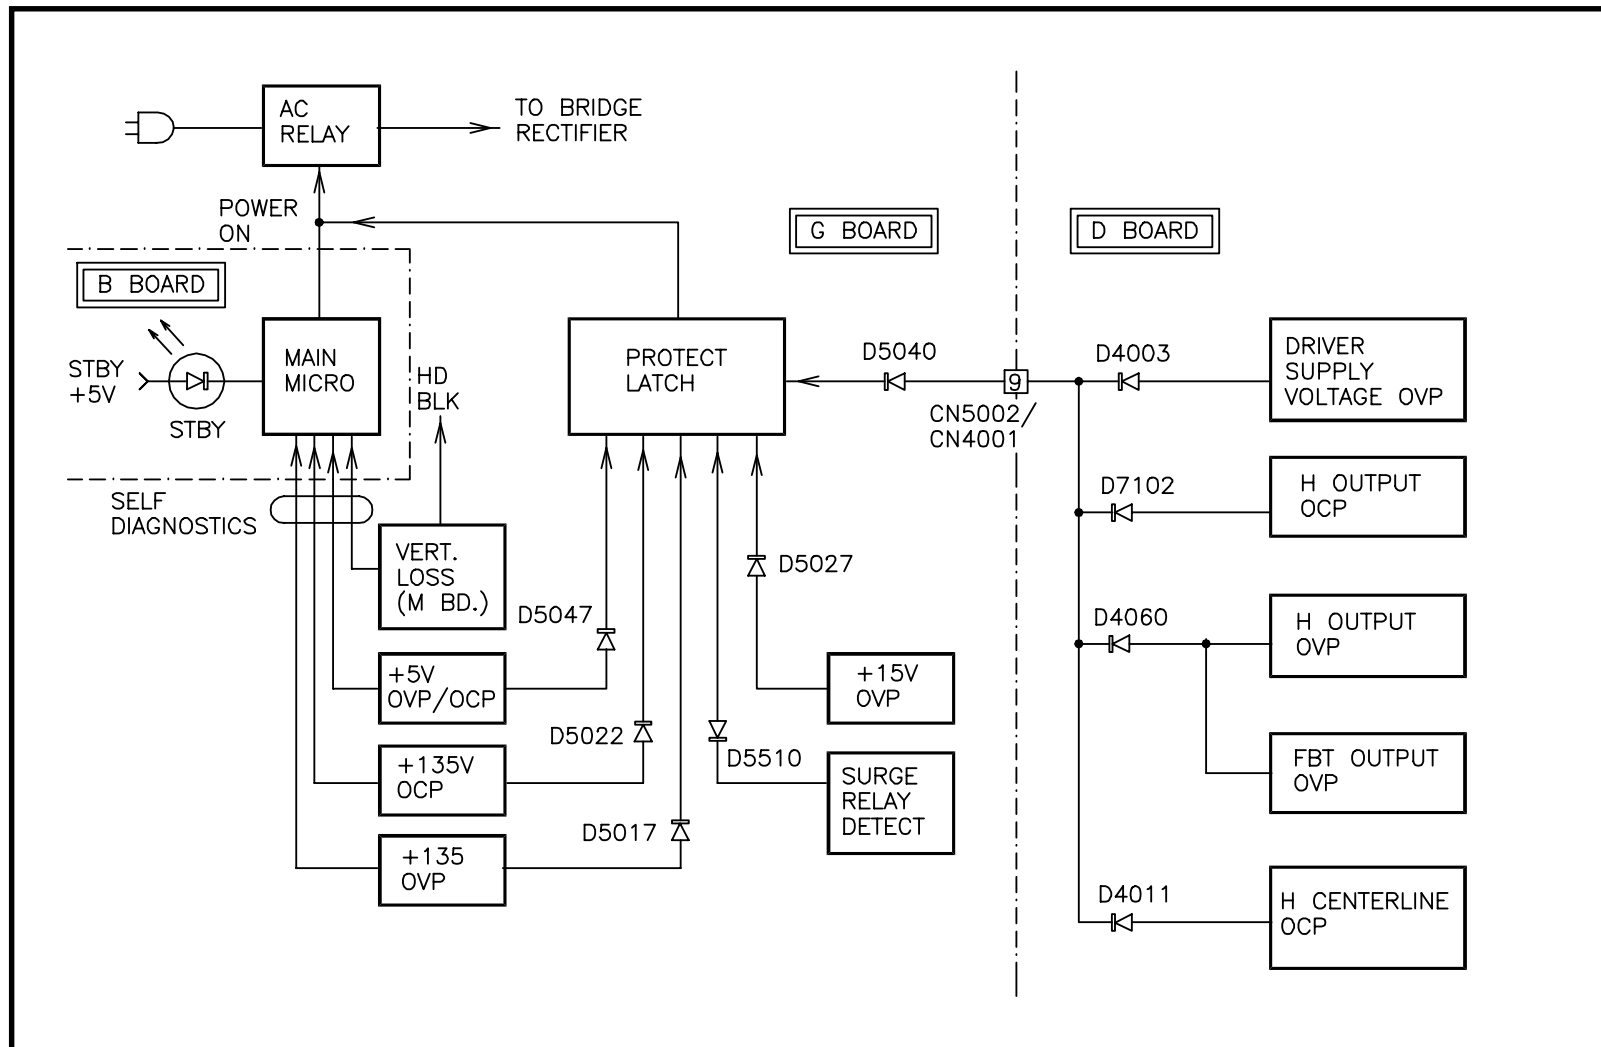 AC
RELAY
TO BRIDGE
RECTIFIER
POWER
ON
G BOARD
D BOARD
B BOARD
STBY
+5V
STBY
MAIN
MICRO
HD
BLK
PROTECT
LATCH
D5040
9
CN5002/
CN4001
D4003
DRIVER
SUPPLY
VOLTAGE OVP
SELF
DIAGNOSTICS
D7102
H OUTPUT
OCP
VERT.
LOSS
(M BD.)
D5047
D5027
D4060
H OUTPUT
OVP
+5V
OVP/OCP
+15V
OVP
D5022
D5510
+135V
OCP
SURGE
RELAY
DETECT
FBT OUTPUT
OVP
D5017
+135
OVP
D4011
H CENTERLINE
OCP